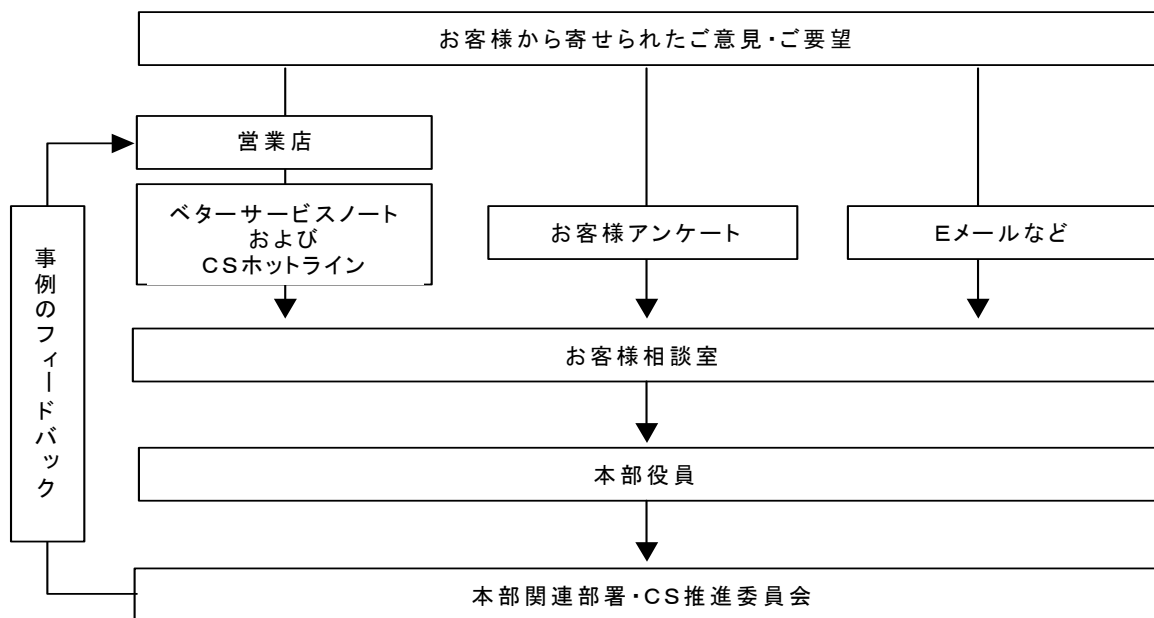 お客様から寄せられたご意見・ご要望
営業店
ベターサービスノート
および
CSホットライン
お客様アンケート
Eメールなど
事例のフィードバック
お客様相談室
本部役員
本部関連部署・CS推進委員会